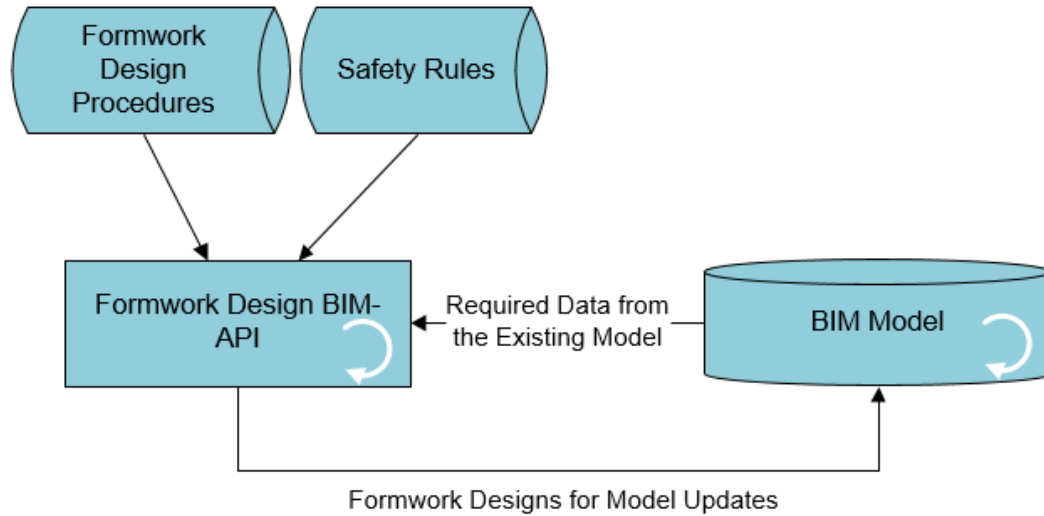 Formwork
Design
Procedures
Safety Rules
Formwork Design BIM-
API
Required Data from
the Existing Model
BIM Model
Formwork Designs for Model Updates